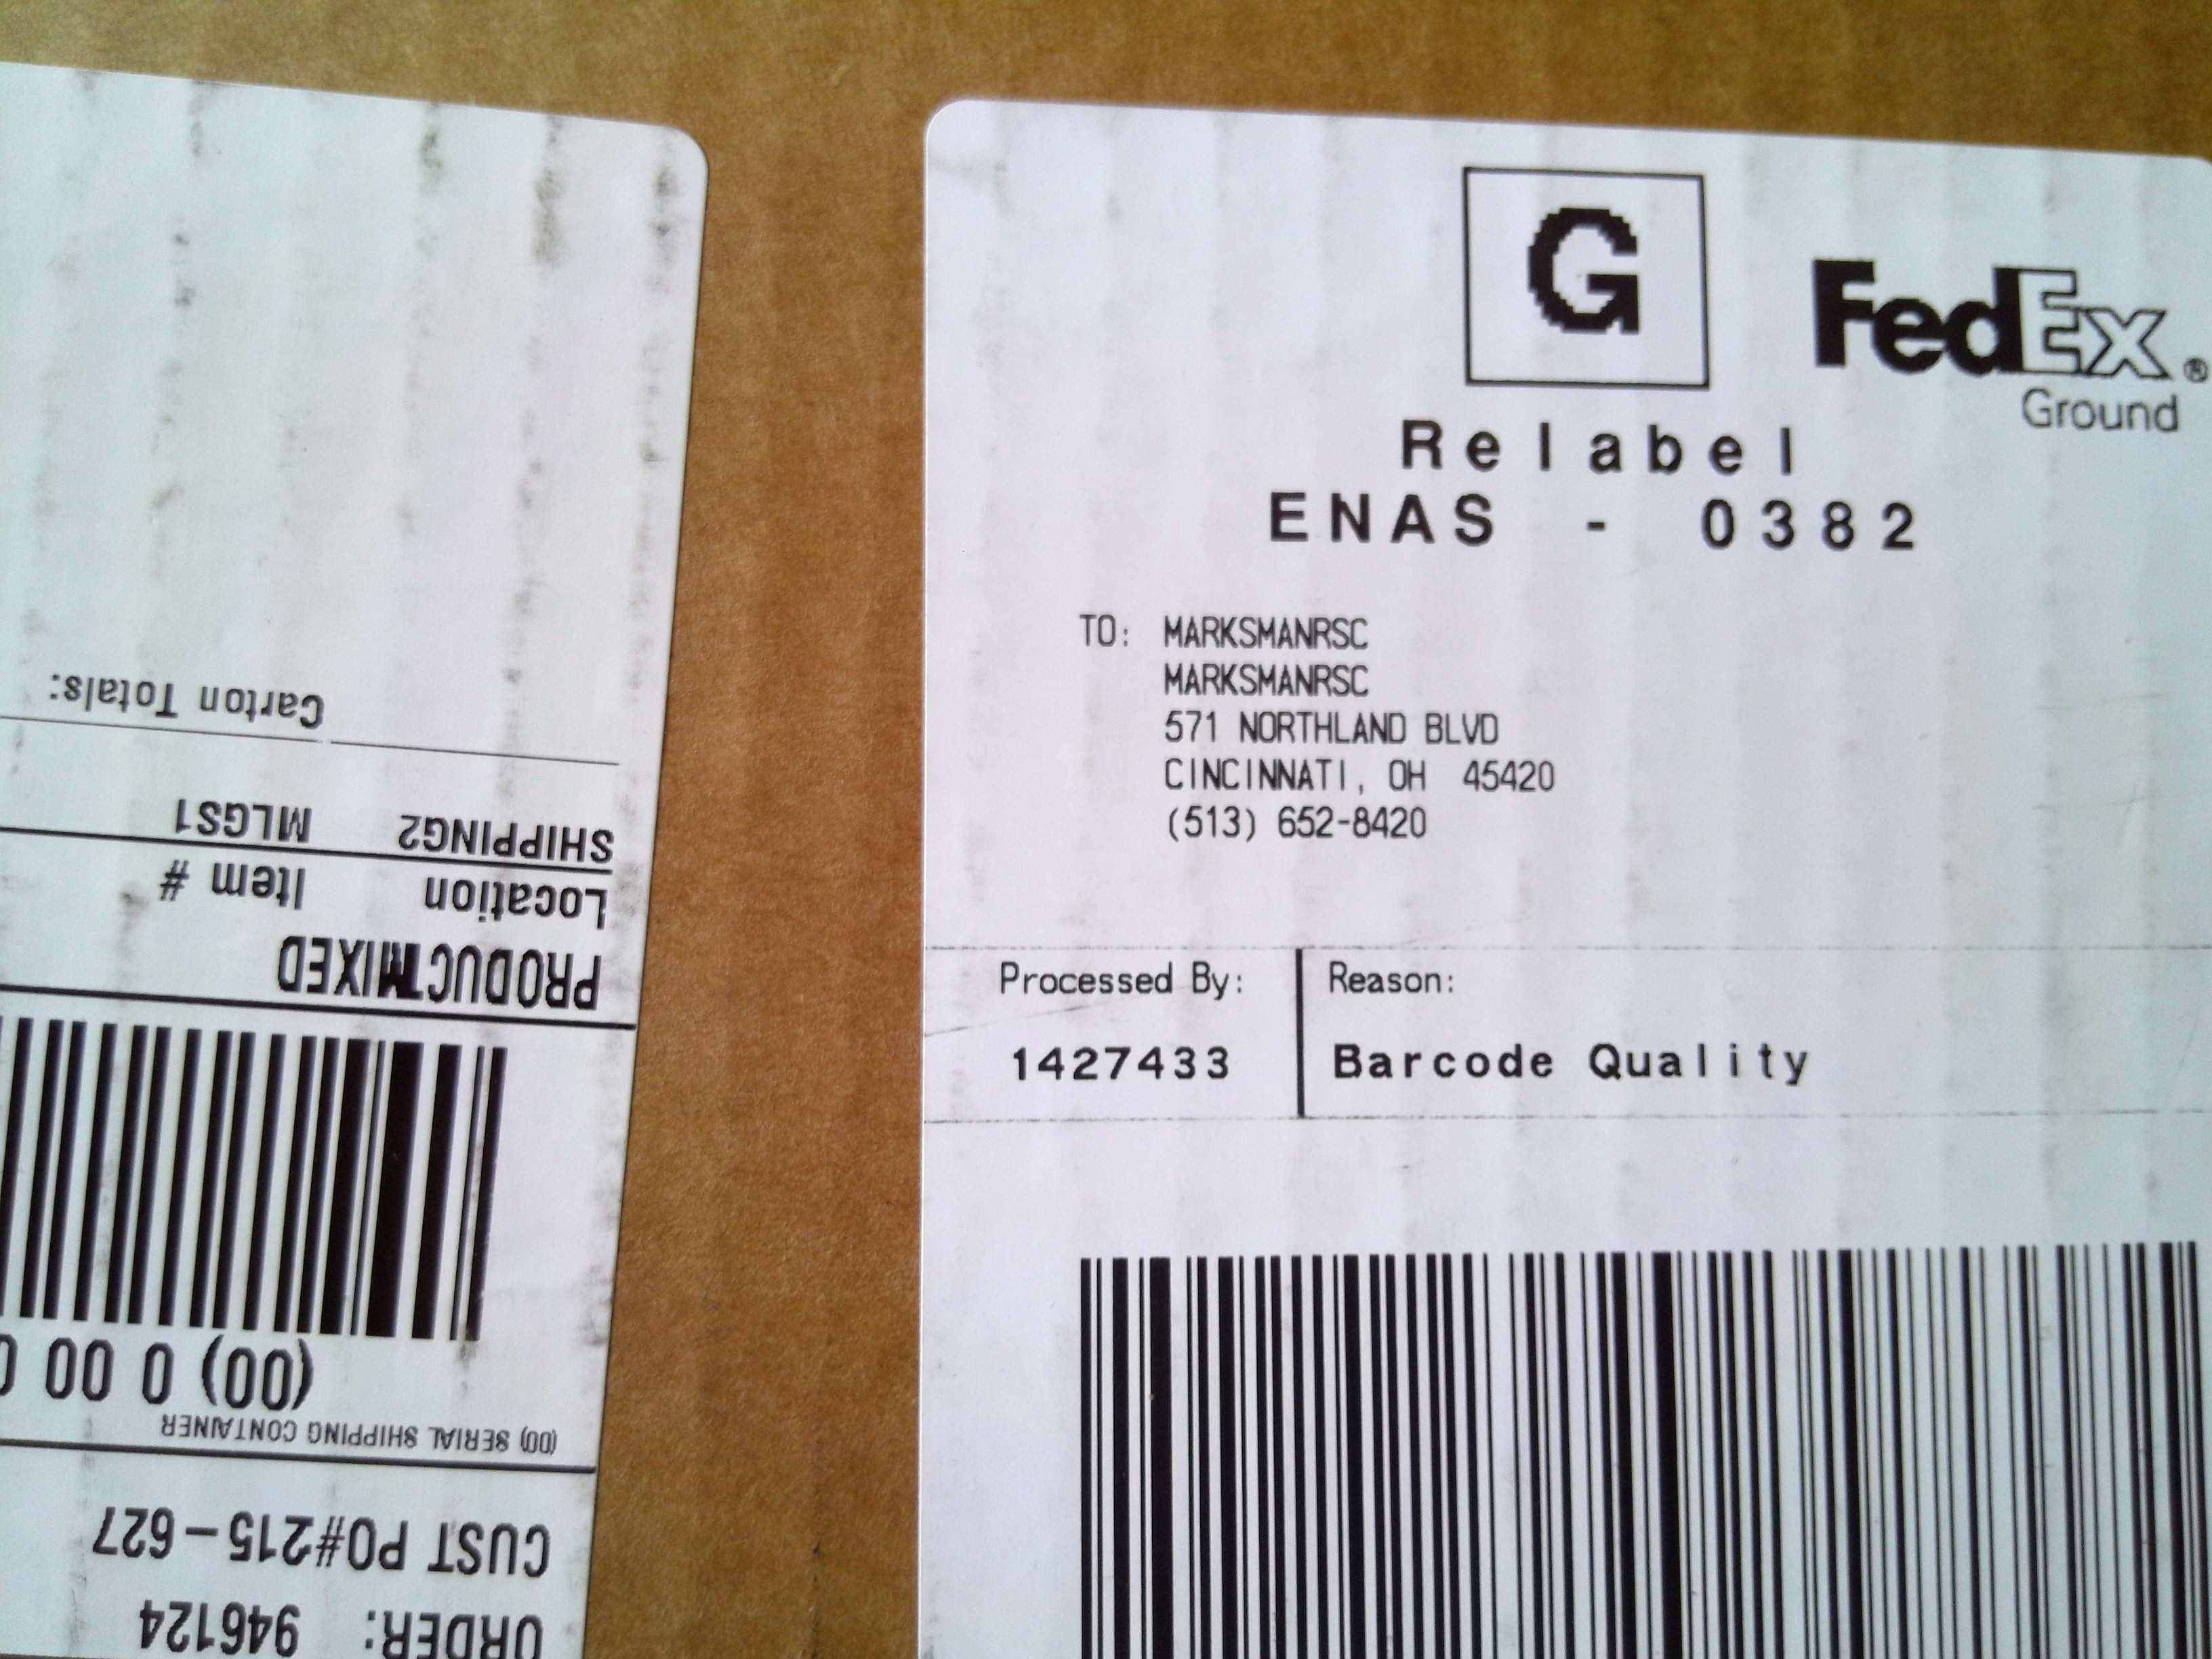 G
FedEx®
Ground
Relabel
ENAS - 0382
TO: MARKSMANRSC
MARKSMANRSC
571 NORTHLAND BLVD
CINCINNATI, OH 45420
(513) 652-8420
Processed By: Reason:
1427433 Barcode Quality
ORDER: 946124
CUST PO#215-627
(00) SERIAL SHIPPING CONTAINER
(00) 0 00
PRODUCTMIXED
Location Item #
SHIPPING2 MLGS1
Carton Totals: